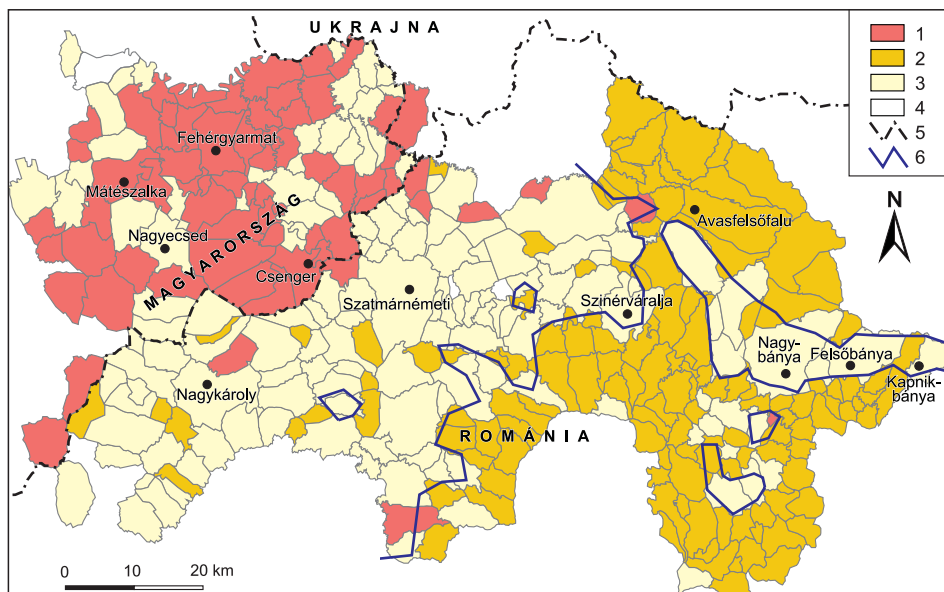 UKRAJNA
1
2
3
4
5
6
Fehérgyarmat
Mátészalka
Nagyecsed
MAGYARORSZÁG
Csenger
Szatmárnémeti
Avasfelsőfalu
N
Szinérváralja
Nagy-
bánya
Felsőbánya
Kapnik-
bánya
Nagykároly
ROMÁNIA
0 10 20 km